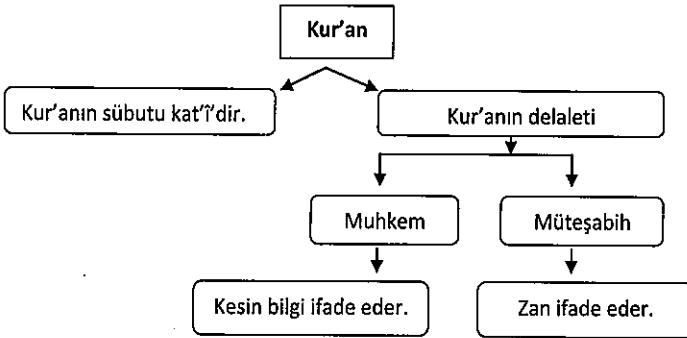 Kur'an
Kur'anın sübutu kat'î'dir.
Kur'anın delaleti
Muhkem
Müteşabih
Kesin bilgi ifade eder.
Zan ifade eder.